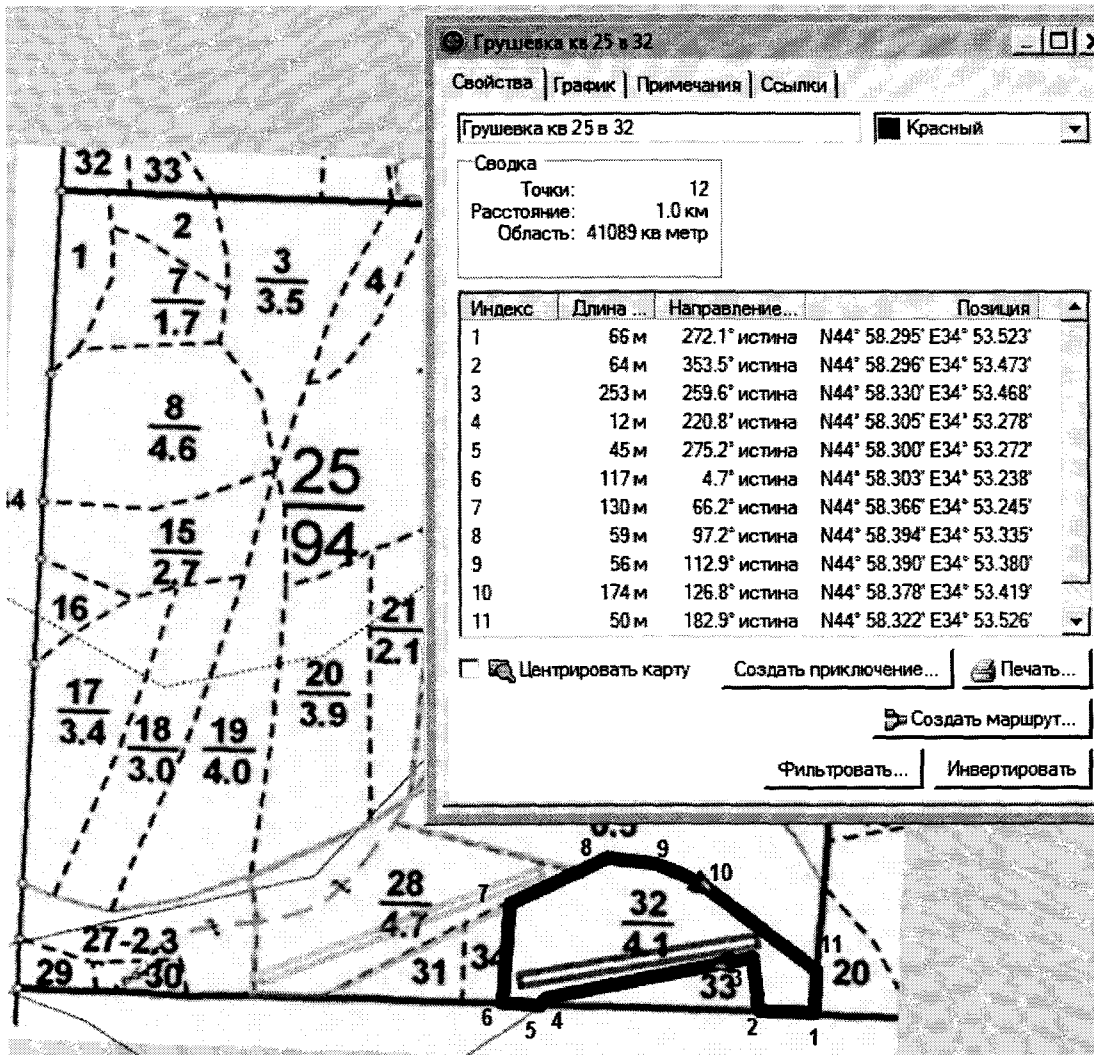 Грушевка кв 25 в 32
Свойства График Примечания Ссылки
Грушевка кв 25 в 32 Красный
Сводка
Точки: 12
Расстояние: 1.0 км
Область: 41089 кв метр
Индекс Длина ... Направление... Позиция
1 66 м 272.1° истина N44° 58.295' E34° 53.523'
2 64 м 353.5° истина N44° 58.296' E34° 53.473'
3 253 м 259.6° истина N44° 58.330' E34° 53.468'
4 12 м 220.8° истина N44° 58.305' E34° 53.278'
5 45 м 275.2° истина N44° 58.300' E34° 53.272'
6 117 м 4.7° истина N44° 58.303' E34° 53.238'
7 130 м 66.2° истина N44° 58.366' E34° 53.245'
8 59 м 97.2° истина N44° 58.394' E34° 53.335'
9 56 м 112.9° истина N44° 58.390' E34° 53.380'
10 174 м 126.8° истина N44° 58.378' E34° 53.419'
11 50 м 182.9° истина N44° 58.322' E34° 53.526'
Центрировать карту Создать приключение... Печать...
Создать маршрут...
Фильтровать... Инвертировать
32 33
2
1
3
3.5
4
7
1.7
8
4.6
25
94
15
2.7
16
21
2.1
20
3.9
17
3.4
18
3.0
19
4.0
8 9
10
7
28
4.7
32
4.1
27-2.3
29
30
31
34
33
3
11
20
6
5
4
2
1